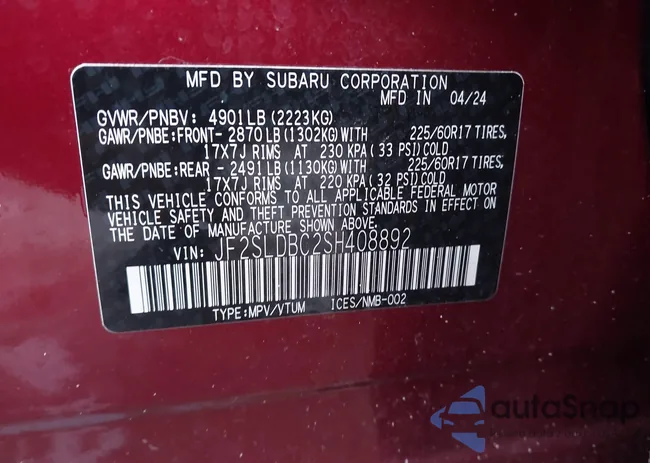 MFD BY SUBARU CORPORATION
MFD IN 04/24
GVWR/PNBV: 4901LB (2223KG)
GAWR/PNBE:FRONT- 2870LB (1302KG) WITH 225/60R17 TIRES,
17X7J RIMS AT 230 KPA (33 PSI) COLD
GAWR/PNBE:REAR - 2491LB (1130KG) WITH 225/60R17 TIRES,
17X7J RIMS AT 220 KPA (32 PSI) COLD
THIS VEHICLE CONFORMS TO ALL APPLICABLE FEDERAL MOTOR
VEHICLE SAFETY AND THEFT PREVENTION STANDARDS IN EFFECT ON
THE DATE OF MANUFACTURE SHOWN ABOVE.
VIN: JF2SLDBC2SH408892
TYPE:MPV/VTUM ICES/NMB-002
autoSnap